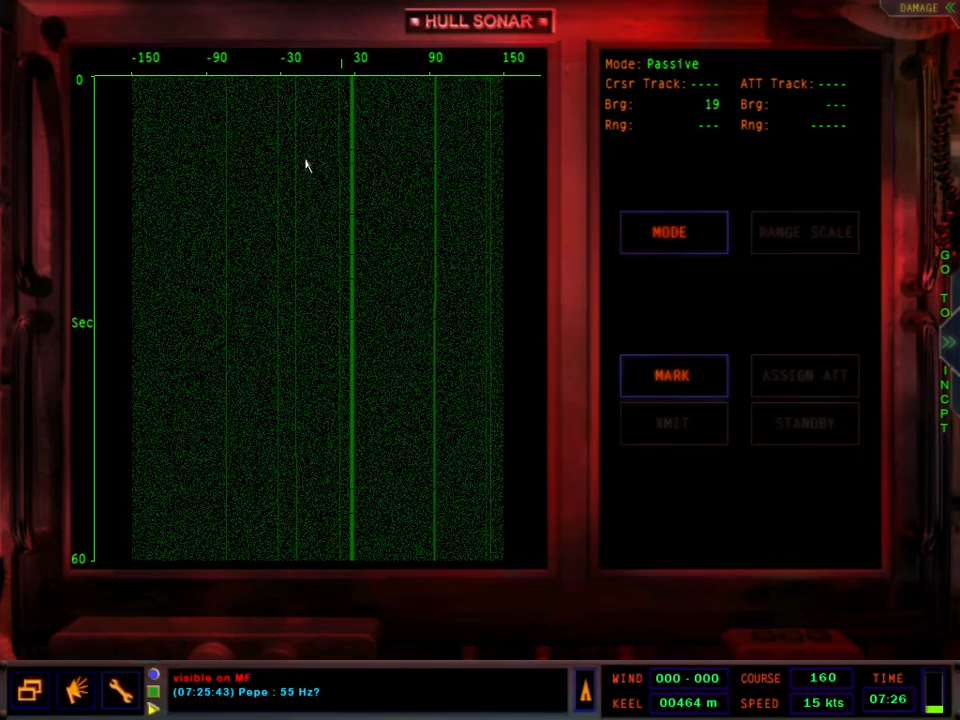 HULL SONAR
DAMAGE
-150 -90 -30 30 90 150
0
Sec
60
Mode: Passive
Crsr Track: ---- ATT Track: ----
Brg: 19 Brg: ---
Rng: --- Rng: -----
MODE RANGE SCALE
MARK ASSIGN ATT
XMIT STANDBY
GO TO INCPT
visible on MF
(07:25:43) Pepe : 55 Hz?
WIND 000 - 000 COURSE 160 TIME
KEEL 00464 m SPEED 15 kts 07:26